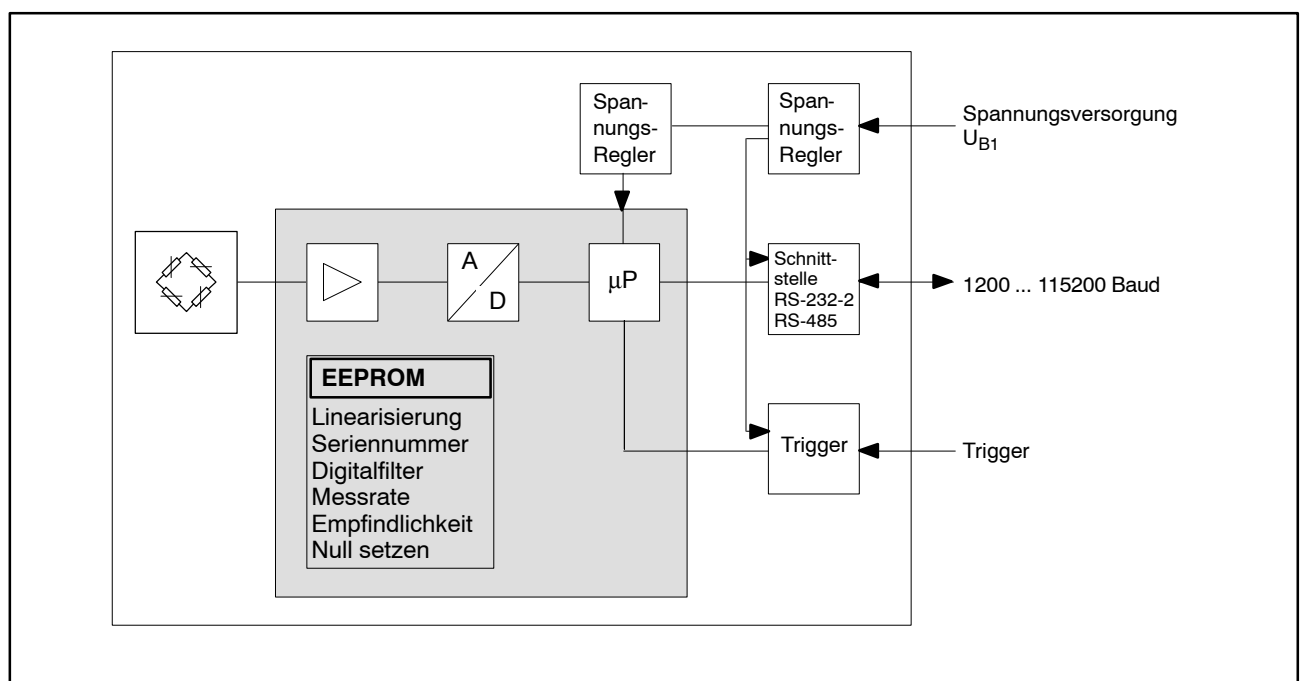 Span-
nungs-
Regler
Span-
nungs-
Regler
Spannungsversorgung
UB1
A
D
µP
Schnitt-
stelle
RS-232-2
RS-485
1200 ... 115200 Baud
EEPROM
Linearisierung
Seriennummer
Digitalfilter
Messrate
Empfindlichkeit
Null setzen
Trigger
Trigger